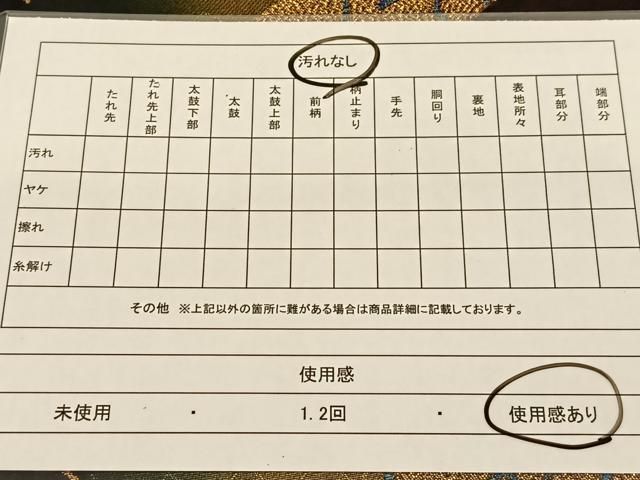 汚れなし
たれ先 たれ先上部 太鼓下部 太鼓 太鼓上部 前柄 柄止まり 手先 胴回り 裏地 表地所々 耳部分 端部分
汚れ
ヤケ
擦れ
糸解け
その他 ※上記以外の箇所に難がある場合は商品詳細に記載しております。
使用感
未使用 ・ 1.2回 ・ 使用感あり